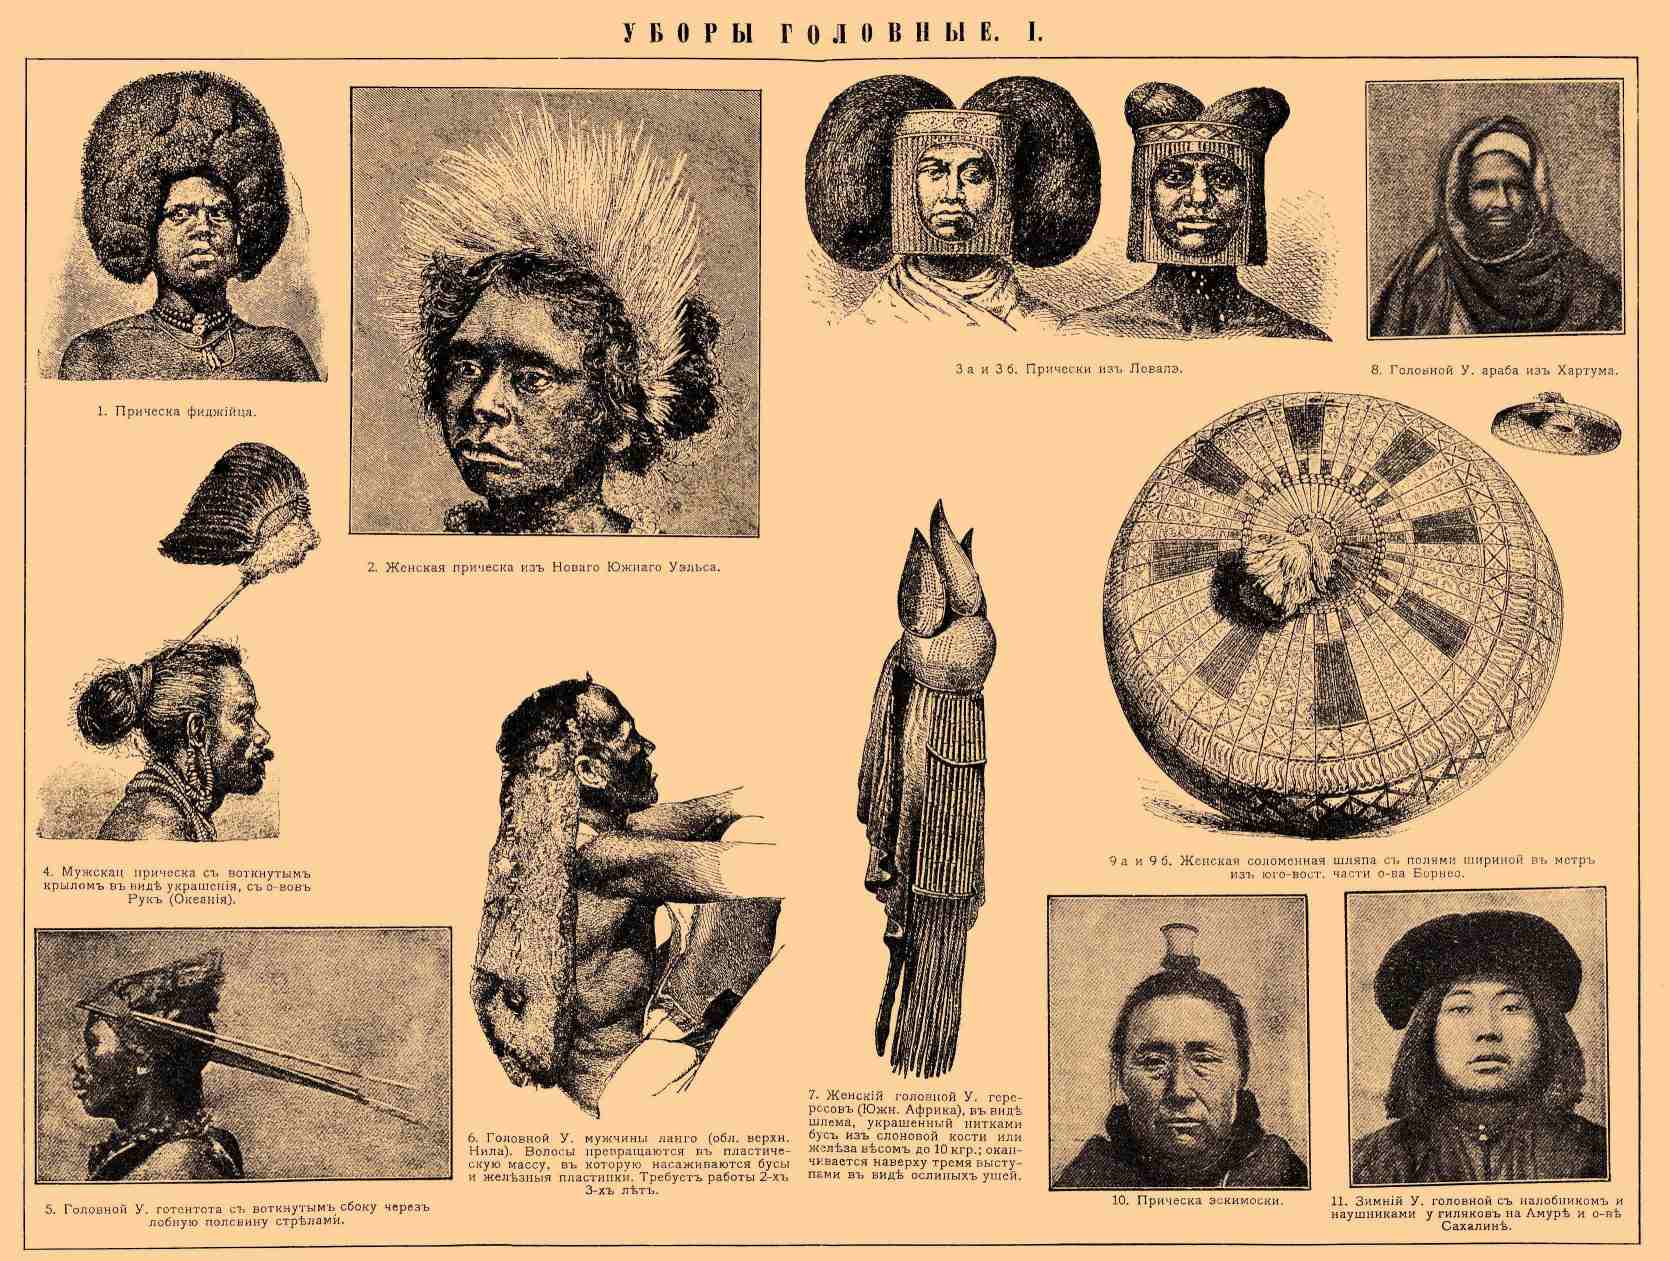 УБОРЫ ГОЛОВНЫЕ. I.
1. Прическа фиджійца.
2. Женская прическа изъ Новаго Южнаго Уэльса.
3 а и 3 б. Прически изъ Ловалэ.
8. Головной У. араба изъ Хартума.
4. Мужская прическа съ воткнутымъ
крыломъ въ видѣ украшенія, съ о-вовъ
Рукъ (Океанія).
9 а и 9 б. Женская соломенная шляпа съ полями шириной въ метръ
изъ юго-вост. части о-ва Борнео.
5. Головной У. готентота съ воткнутымъ сбоку черезъ
лобную половину стрѣлами.
6. Головной У. мужчины ланго (обл. верхн.
Нила). Волосы превращаются въ пластиче-
скую массу, въ которую насаживаются бусы
и желѣзныя пластинки. Требуетъ работы 2-хъ
3-хъ лѣтъ.
7. Женскій головной У. гере-
росовъ (Южн. Африка), въ видѣ
шлема, украшенный нитками
бусъ изъ слоновой кости или
желѣза вѣсомъ до 10 кгр.; окан-
чивается наверху тремя высту-
пами въ видѣ ослиныхъ ушей.
10. Прическа эскимоски.
11. Зимній У. головной съ налобникомъ и
наушниками у гиляковъ на Амурѣ и о-вѣ
Сахалинѣ.